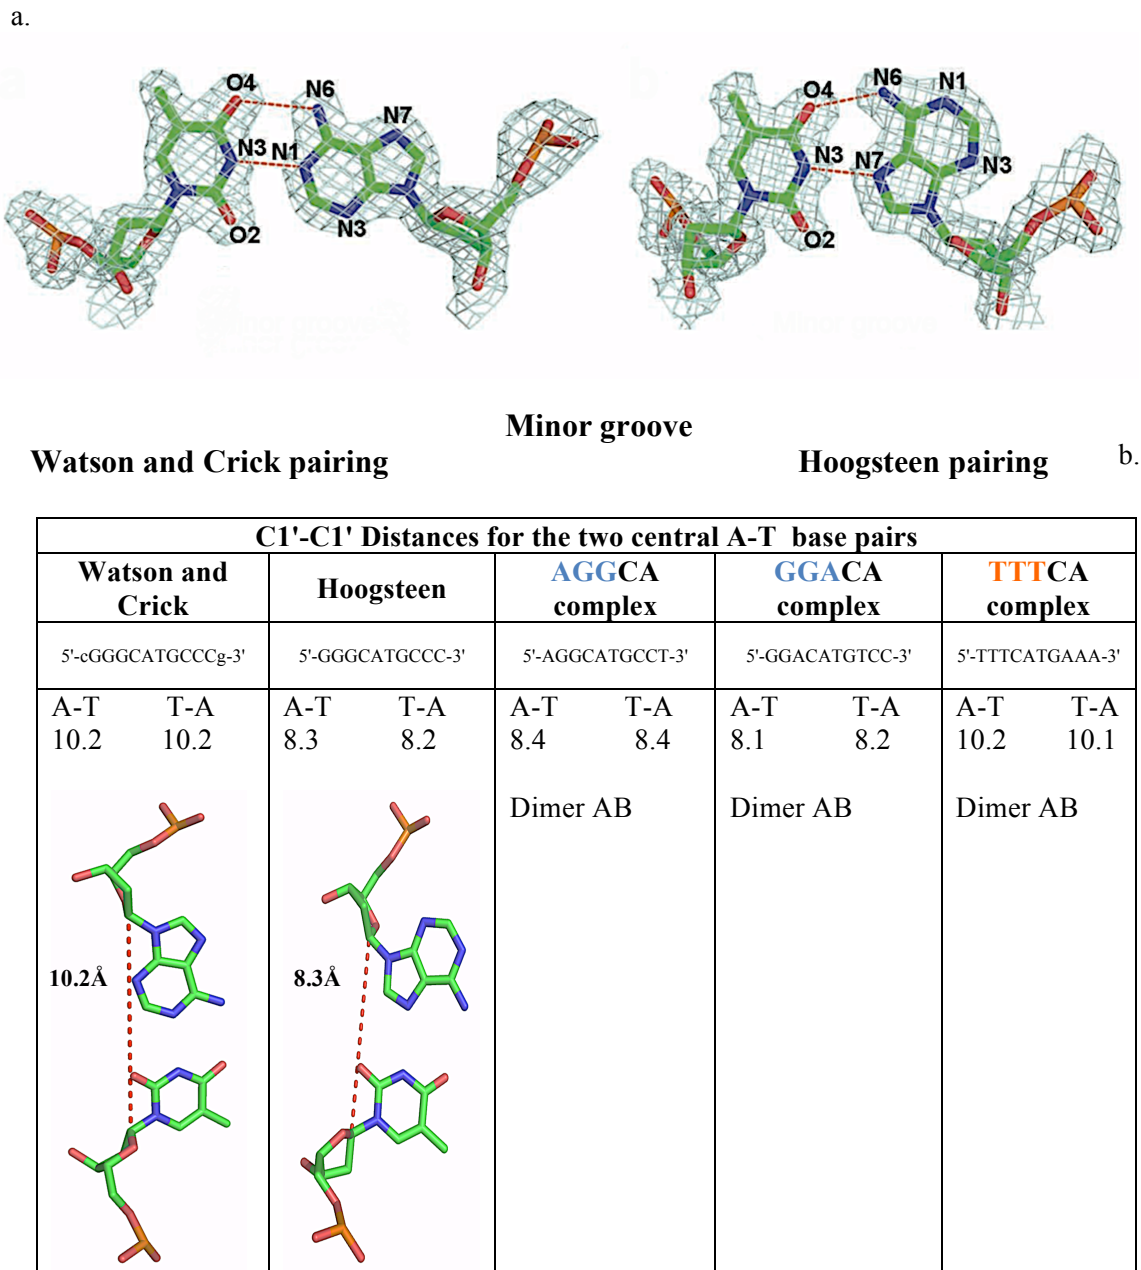 a.
O4 N6 N7 N3 N1 O2 N3
N6 N1 O4 N3 N7 N3 O2
Minor groove
Minor groove
Watson and Crick pairing Hoogsteen pairing b.
C1'-C1' Distances for the two central A-T base pairs
Watson and Crick
Hoogsteen
AGGCA complex
GGACA complex
TTTCA complex
5'-cGGGCATGCCCg-3' 5'-GGGCATGCCC-3' 5'-AGGCATGCCT-3' 5'-GGACATGTCC-3' 5'-TTTCATGAAA-3'
A-T T-A A-T T-A A-T T-A A-T T-A A-T T-A
10.2 10.2 8.3 8.2 8.4 8.4 8.1 8.2 10.2 10.1
Dimer AB Dimer AB Dimer AB
10.2Å 8.3Å